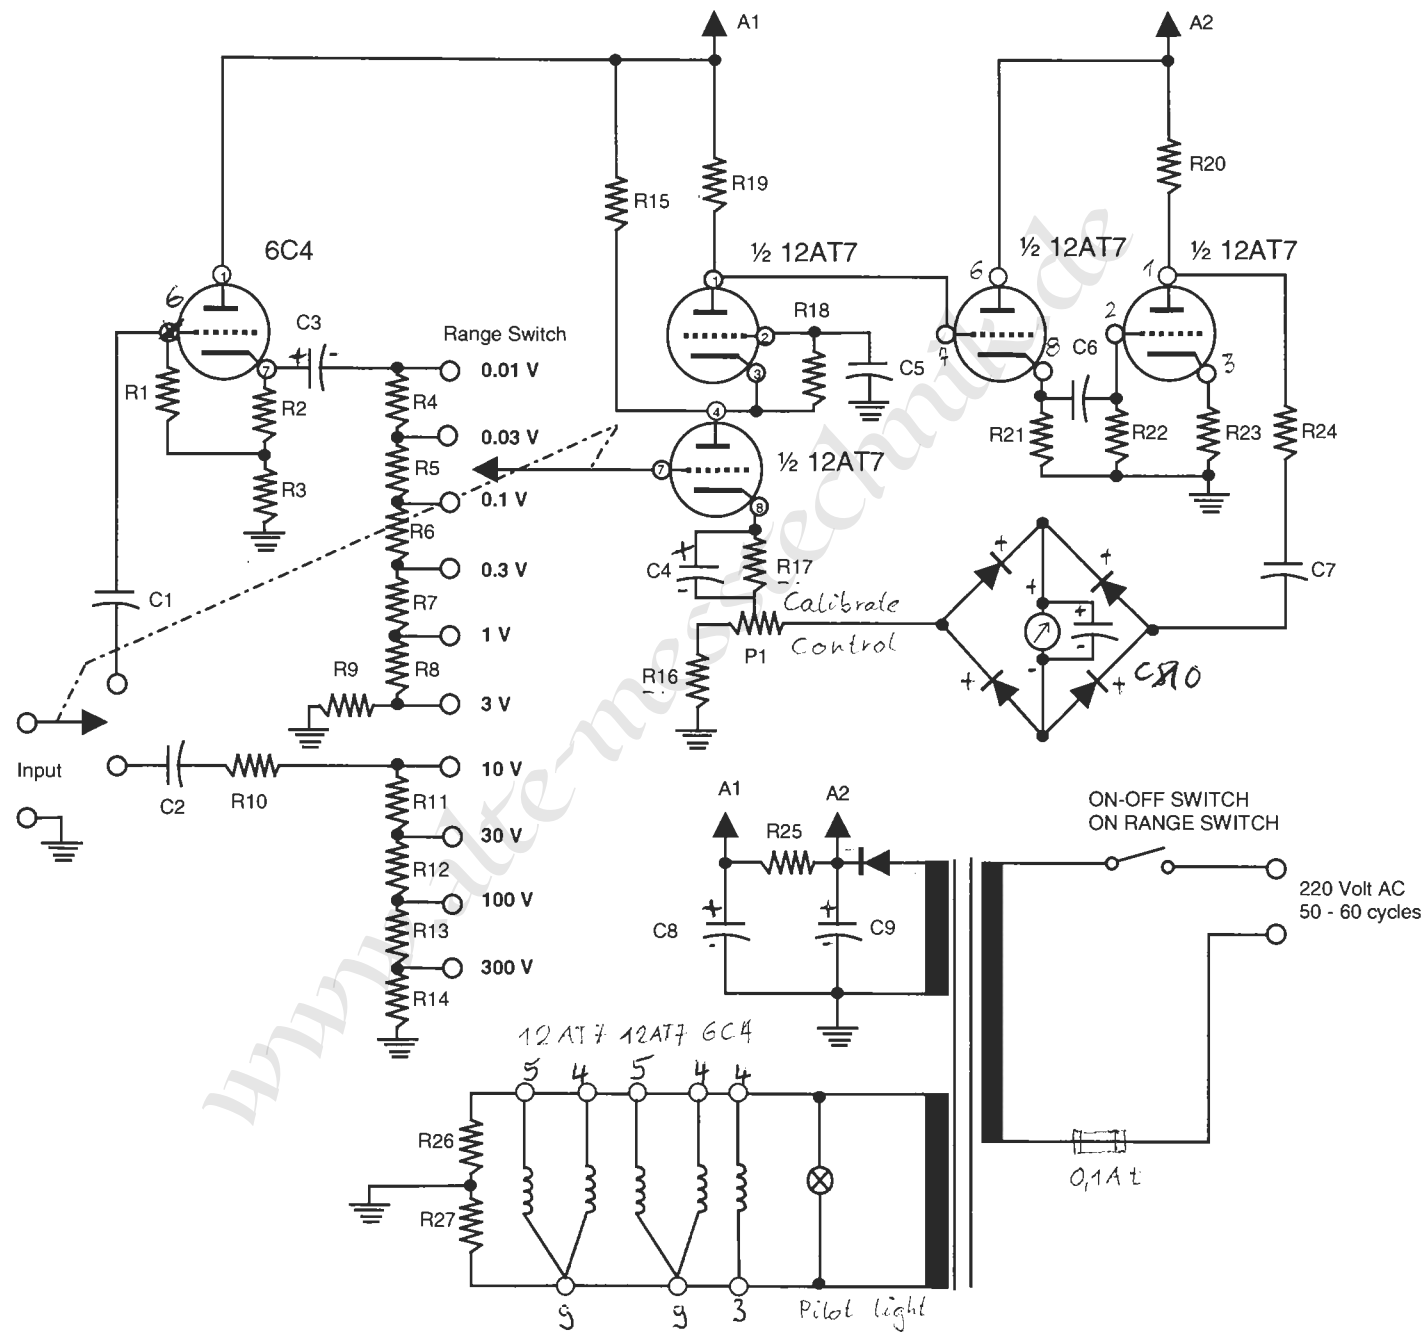 A1
A2
R20
R19
R15
6C4
½ 12AT7
½ 12AT7
½ 12AT7
1
1
6
1
6
R18
C3
+ -
Range Switch
2
7
2
C6
8
3
0.01 V
7
3
C5
R1
R2
R4
4
R21
R22
R23
R24
0.03 V
R5
7
½ 12AT7
R3
0.1 V
8
R6
+
C4
-
R17
0.3 V
C7
R7
Calibrate
C1
1 V
P1
Control
R9
R8
R16
3 V
+
+
+
+
-
-
+
+
C10
Input
C2
R10
10 V
R11
30 V
R12
100 V
R13
300 V
R14
A1
A2
R25
ON-OFF SWITCH
ON RANGE SWITCH
220 Volt AC
50 - 60 cycles
+
C8
-
+
C9
-
12AT7 12AT7 6C4
5 4 5 4 4
R26
R27
0,1A t
9 9 3
Pilot light
www.alte-messtechnik.de